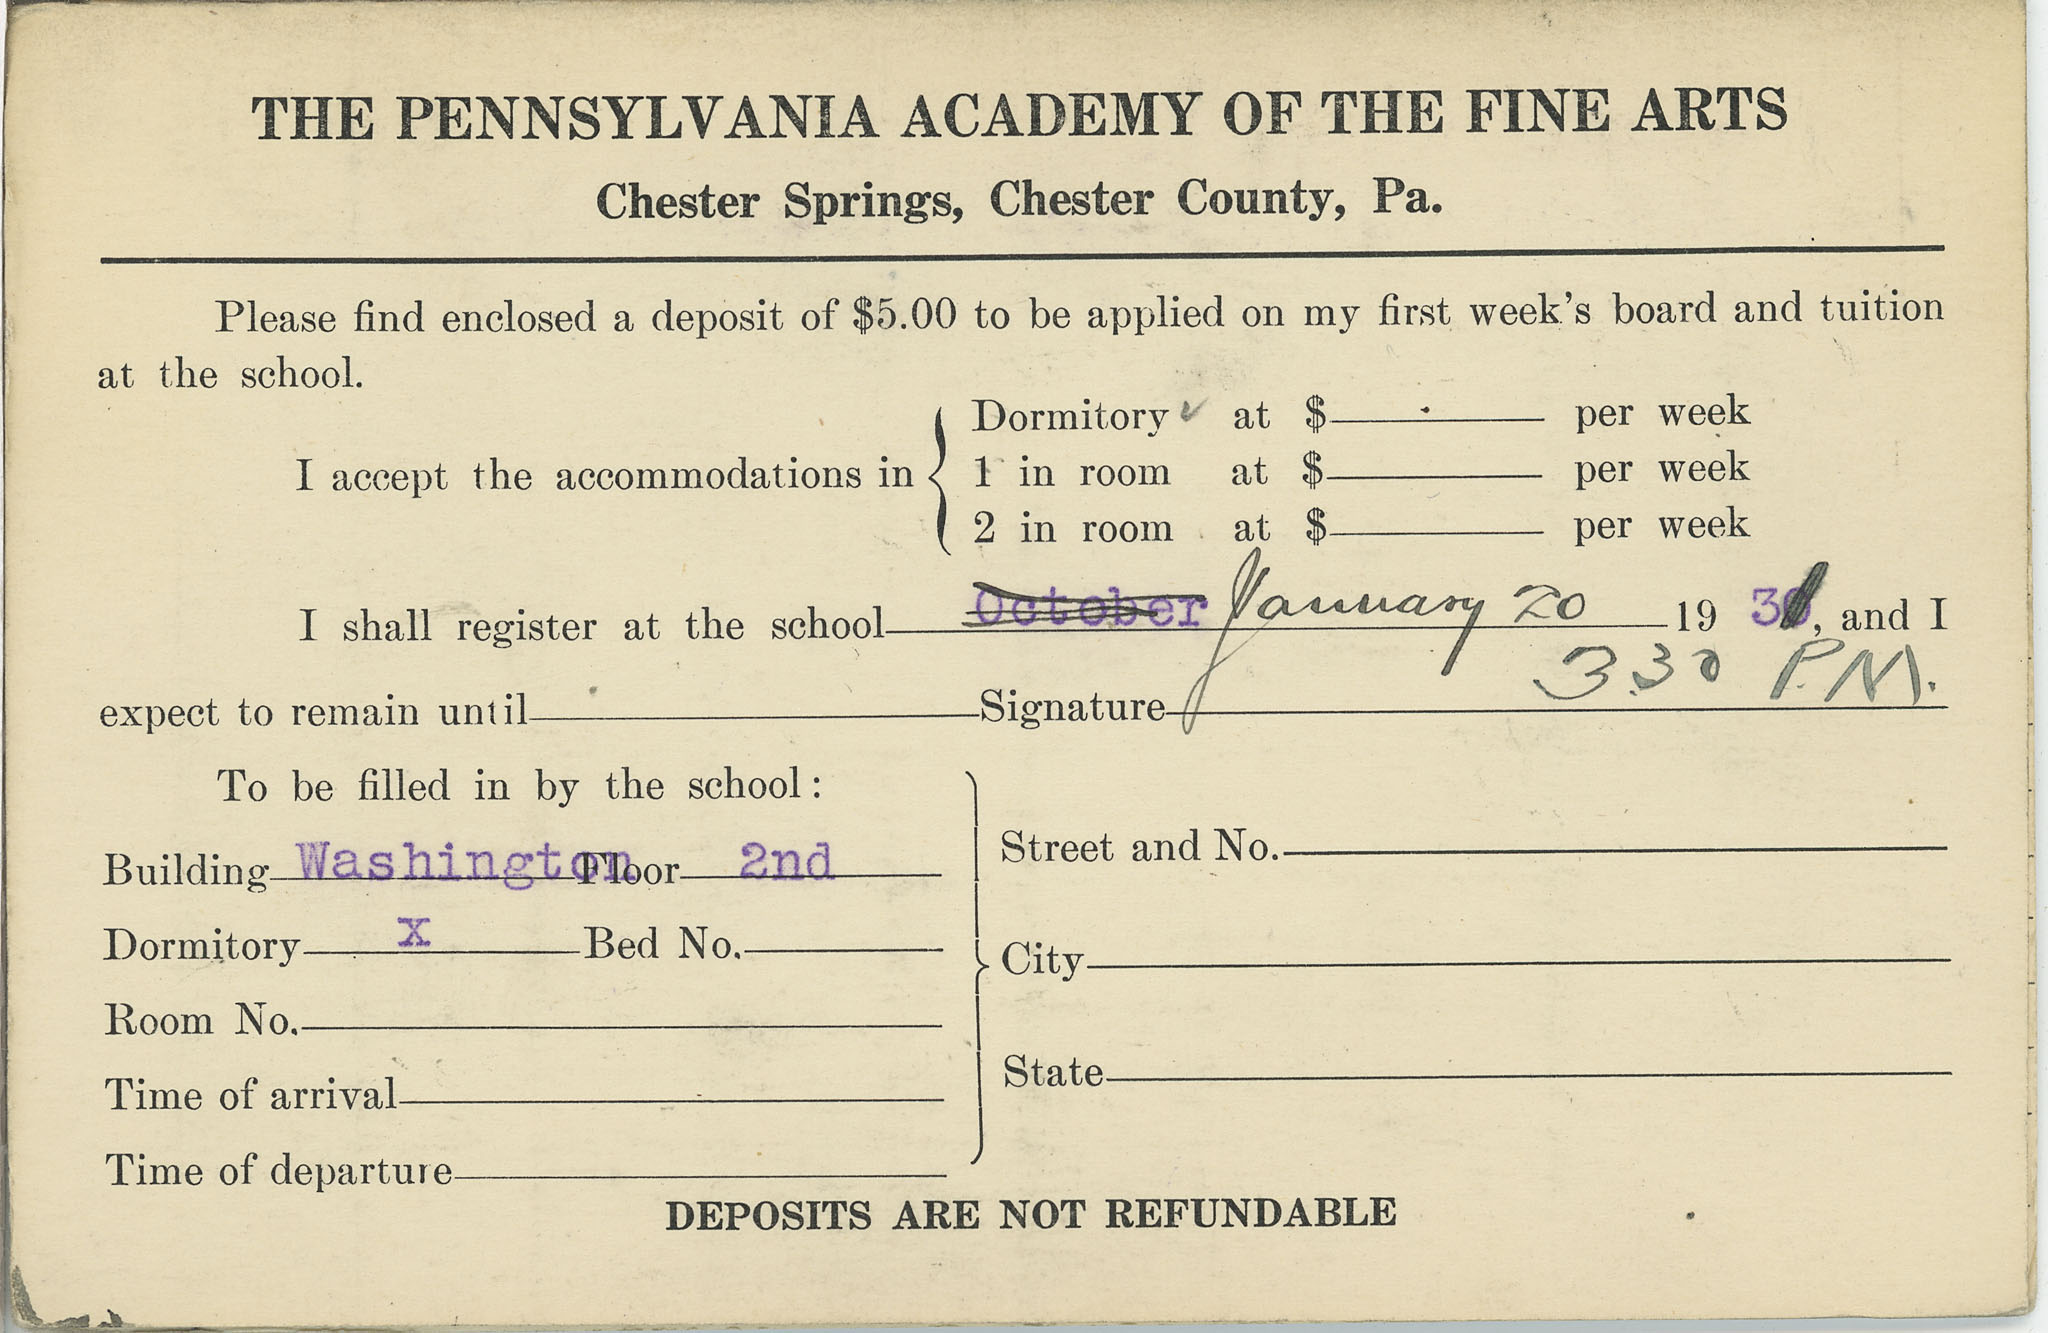 THE PENNSYLVANIA ACADEMY OF THE FINE ARTS
Chester Springs, Chester County, Pa.
Please find enclosed a deposit of $5.00 to be applied on my first week's board and tuition
at the school.
Dormitory ✓ at $ per week
I accept the accommodations in { 1 in room at $ per week
2 in room at $ per week
I shall register at the school October January 20 19 31, and I
3.30 P.M.
expect to remain until Signature
To be filled in by the school:
Building Washington Floor 2nd
Street and No.
Dormitory x Bed No.
City
Room No.
State
Time of arrival
Time of departure
DEPOSITS ARE NOT REFUNDABLE